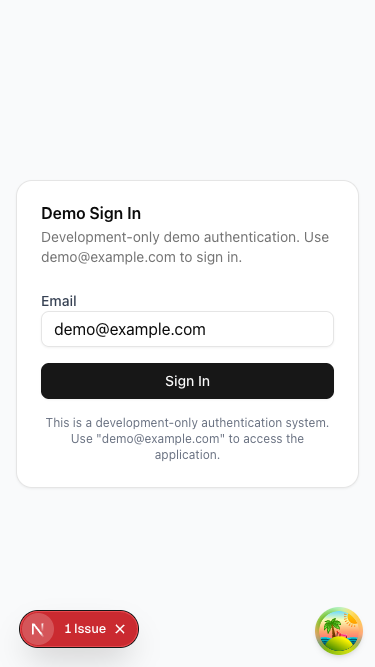 Demo Sign In
Development-only demo authentication. Use
demo@example.com to sign in.
Email
demo@example.com
Sign In
This is a development-only authentication system.
Use "demo@example.com" to access the
application.
N 1 Issue ×